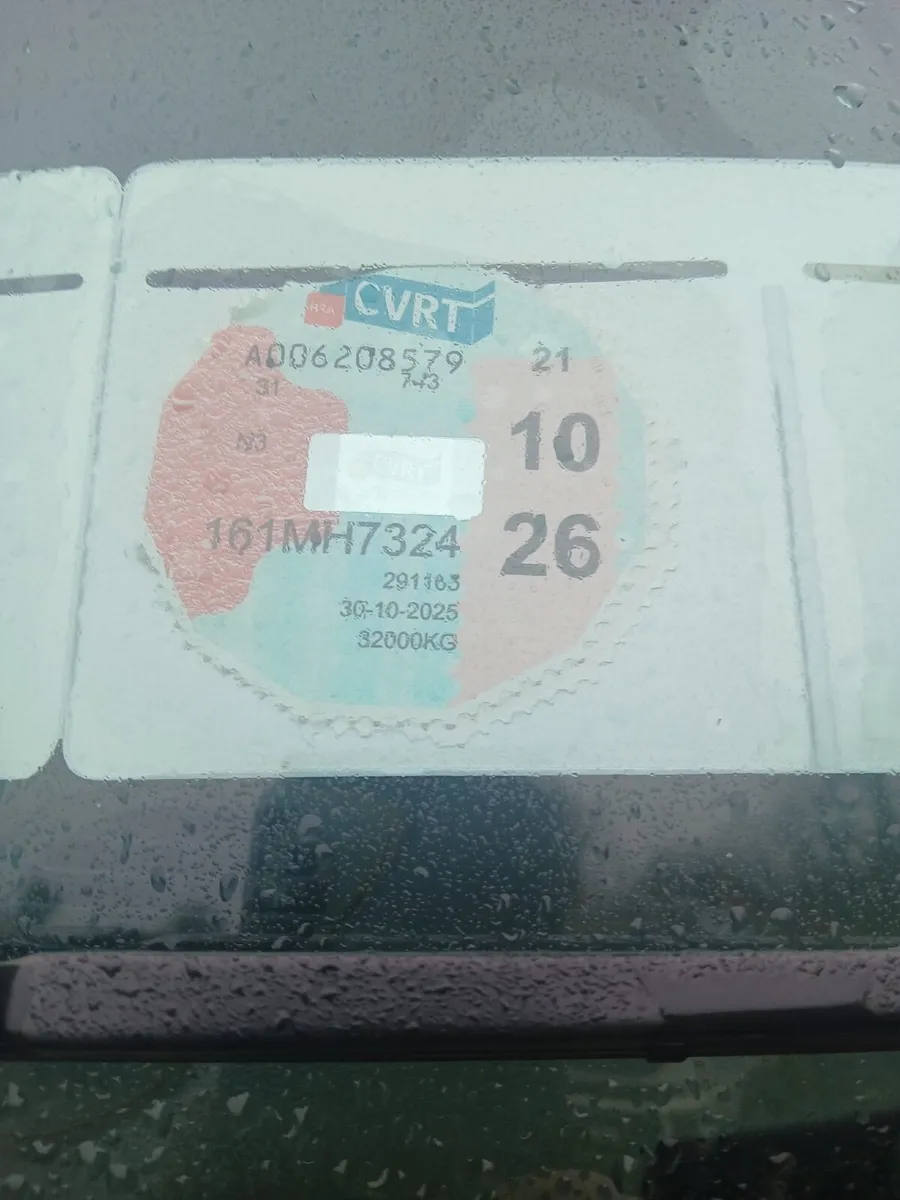 RSA CVRT
A006208579 21
31 743
10
N3
CVRT
161MH7324 26
291163
30-10-2025
32000KG